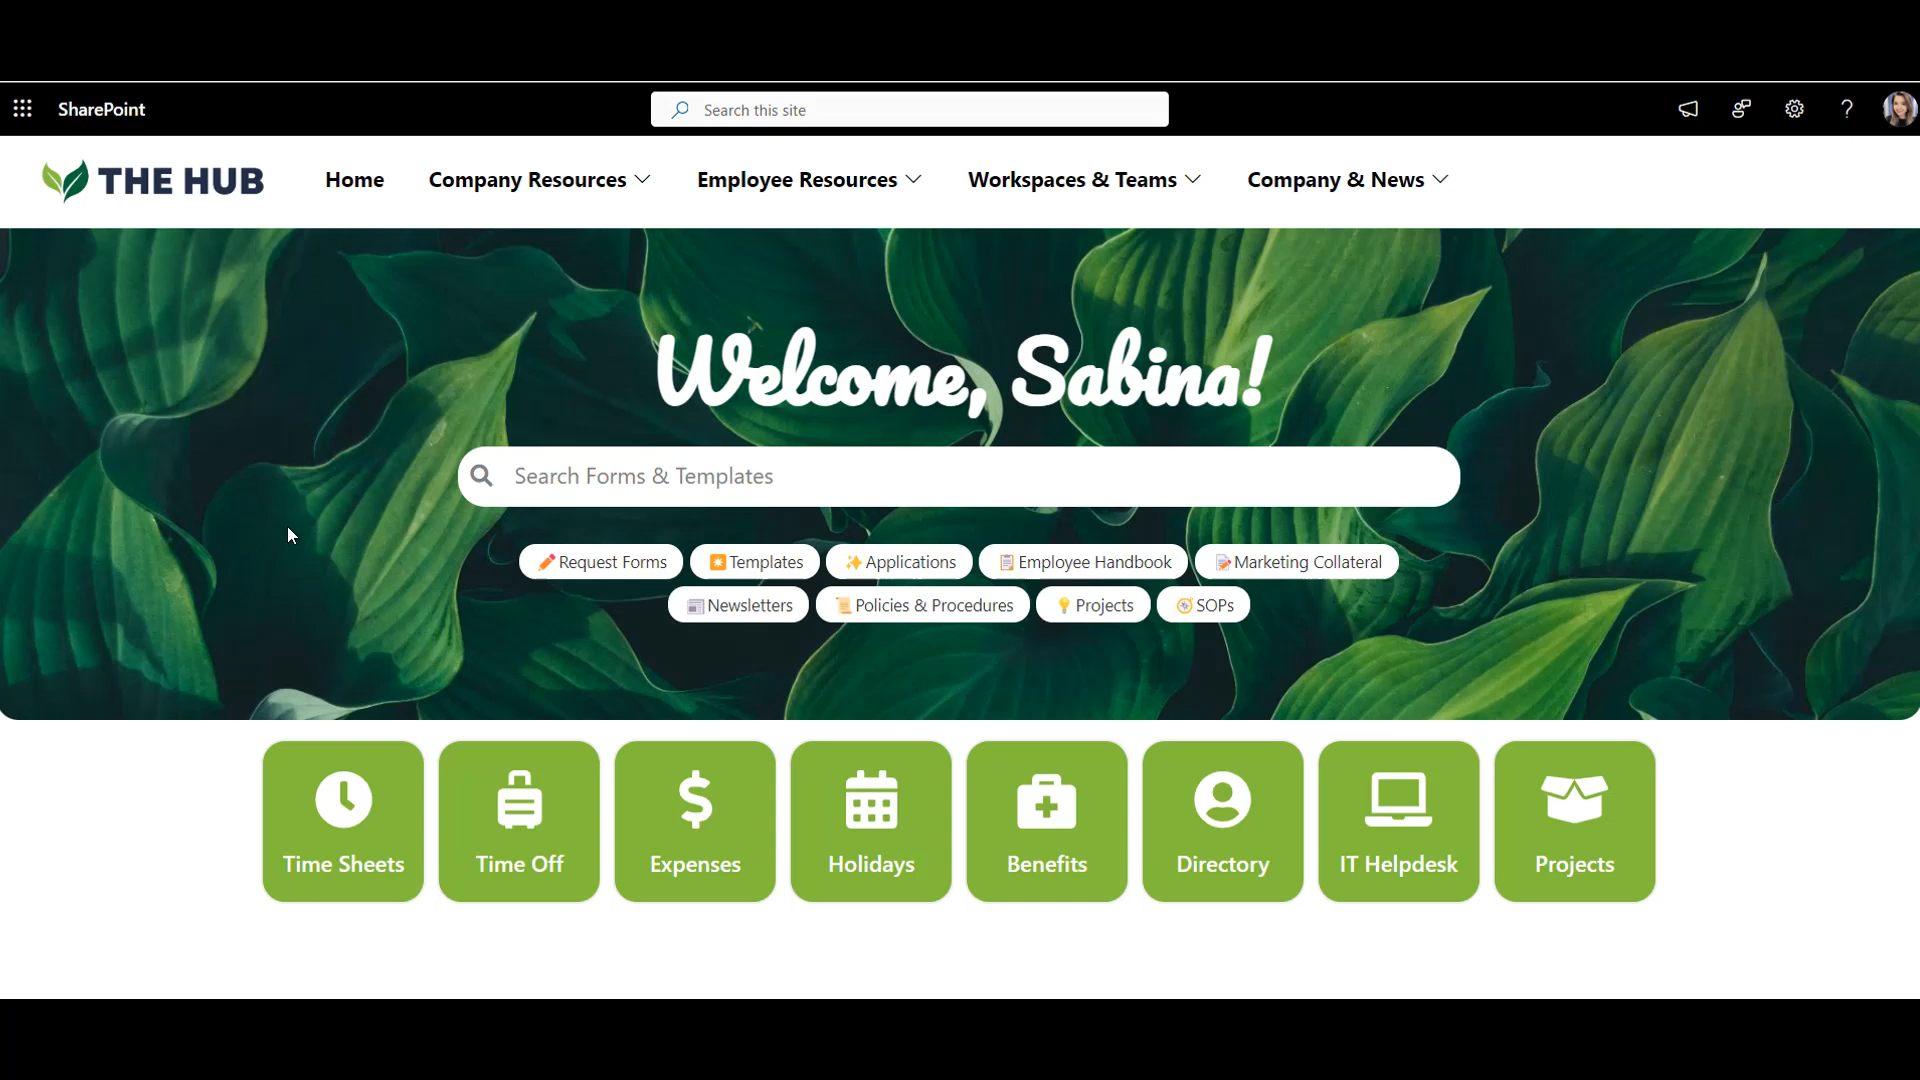 SharePoint
Search this site
THE HUB
Home
Company Resources
Employee Resources
Workspaces & Teams
Company & News
Welcome, Sabina!
Search Forms & Templates
Request Forms
Templates
Applications
Employee Handbook
Marketing Collateral
Newsletters
Policies & Procedures
Projects
SOPs
Time Sheets
Time Off
Expenses
Holidays
Benefits
Directory
IT Helpdesk
Projects